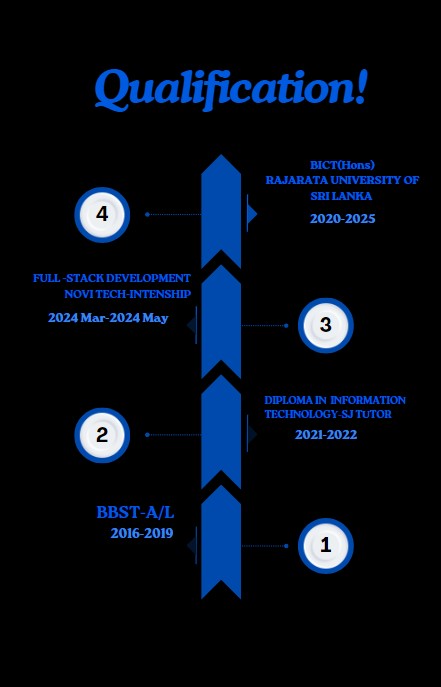 Qualification!
BICT(Hons)
RAJARATA UNIVERSITY OF
SRI LANKA
2020-2025
4
FULL -STACK DEVELOPMENT
NOVI TECH-INTENSHIP
2024 Mar-2024 May
3
DIPLOMA IN INFORMATION
TECHNOLOGY-SJ TUTOR
2021-2022
2
BBST-A/L
2016-2019
1